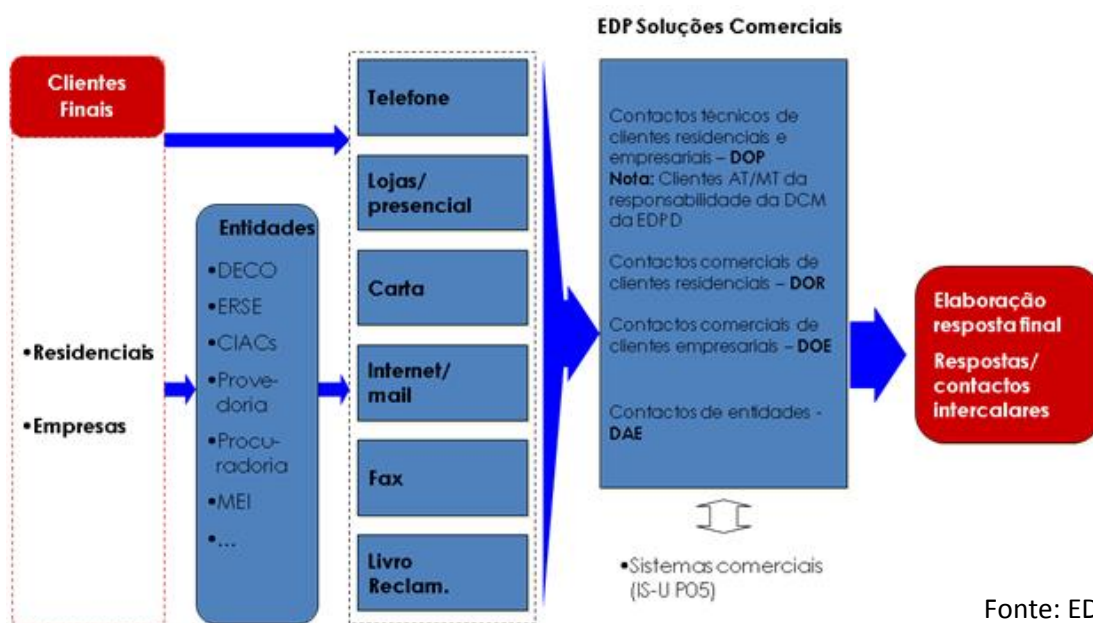 EDP Soluções Comerciais
Clientes
Finais
•Residenciais
•Empresas
Entidades
•DECO
•ERSE
•CIACs
•Prove-
doria
•Procu-
radoria
•MEI
•...
Telefone
Lojas/
presencial
Carta
Internet/
mail
Fax
Livro
Reclam.
Contactos técnicos de
clientes residenciais e
empresariais – DOP
Nota: Clientes AT/MT da
responsabilidade da DCM
da EDPD
Contactos comerciais de
clientes residenciais – DOR
Contactos comerciais de
clientes empresariais – DOE
Contactos de entidades -
DAE
•Sistemas comerciais
(IS-U P05)
Elaboração
resposta final
Respostas/
contactos
intercalares
Fonte: ED